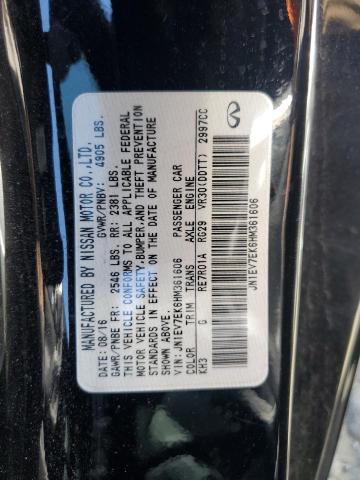 MANUFACTURED BY NISSAN MOTOR CO.,LTD.
DATE: 08/16 GVWR/PNBV: 4905 LBS.
GAWR/PNBE FR: 2546 LBS. RR: 2381 LBS.
THIS VEHICLE CONFORMS TO ALL APPLICABLE FEDERAL
MOTOR VEHICLE SAFETY,BUMPER,AND THEFT PREVENTION
STANDARDS IN EFFECT ON THE DATE OF MANUFACTURE
SHOWN ABOVE.
VIN: JN1EV7EK6HM361606 PASSENGER CAR
COLOR TRIM TRANS AXLE ENGINE
KH3 G RE7R01A RG29 VR30(DDTT) 2997CC
JN1EV7EK6HM361606